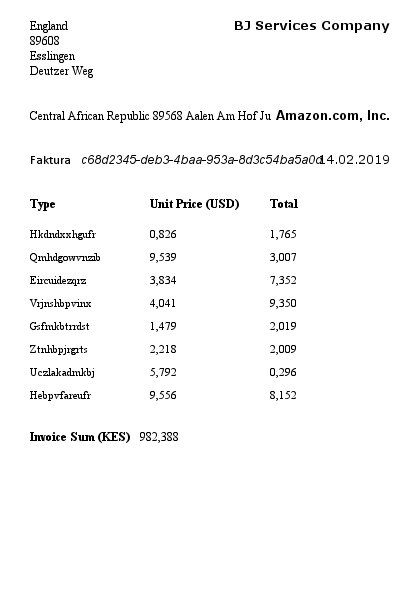 England BJ Services Company
89608
Esslingen
Deutzer Weg
Central African Republic 89568 Aalen Am Hof Ju Amazon.com, Inc.
Faktura c68d2345-deb3-4baa-953a-8d3c54ba5a0d 14.02.2019
Type Unit Price (USD) Total
Hkdndxxhgufr 0,826 1,765
Qmhdgowvnzib 9,539 3,007
Eircuidezqrz 3,834 7,352
Vrjnshbpvinx 4,041 9,350
Gsfmkbtrrdst 1,479 2,019
Ztnhbpjrgrts 2,218 2,009
Uczlakadmkbj 5,792 0,296
Hebpvfareufr 9,556 8,152
Invoice Sum (KES) 982,388